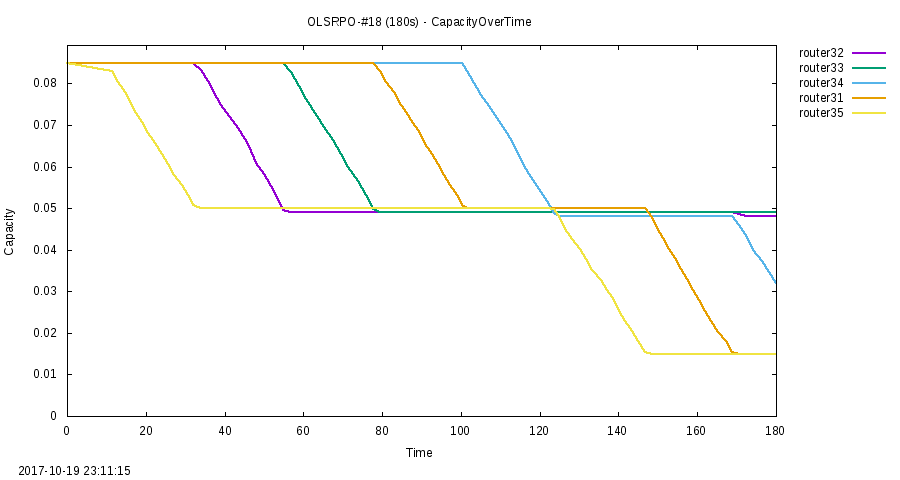 OLSRPO-#18 (180s) - CapacityOverTime
router32
router33
router34
router31
router35
0.08
0.07
0.06
0.05
0.04
0.03
0.02
0.01
0
Capacity
0 20 40 60 80 100 120 140 160 180
Time
2017-10-19 23:11:15